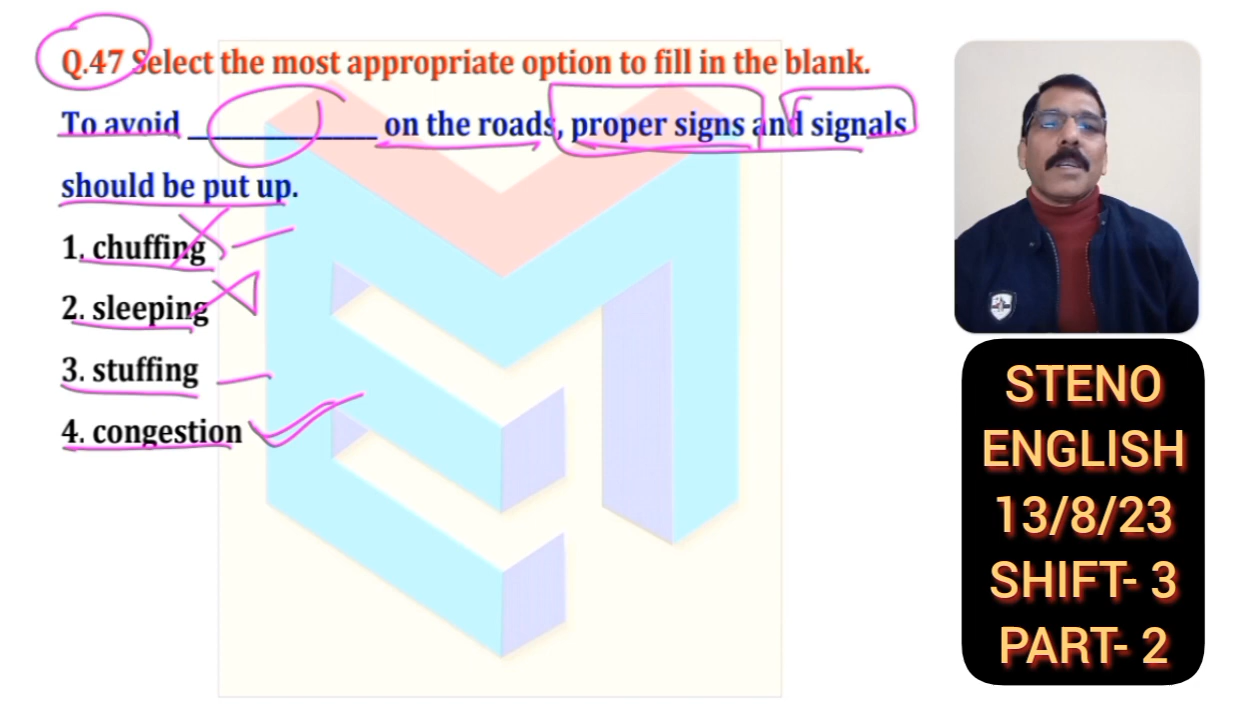 Q.47 Select the most appropriate option to fill in the blank.
To avoid ________________ on the roads, proper signs and signals
should be put up.
1. chuffing
2. sleeping
3. stuffing
4. congestion
STENO
ENGLISH
13/8/23
SHIFT- 3
PART- 2